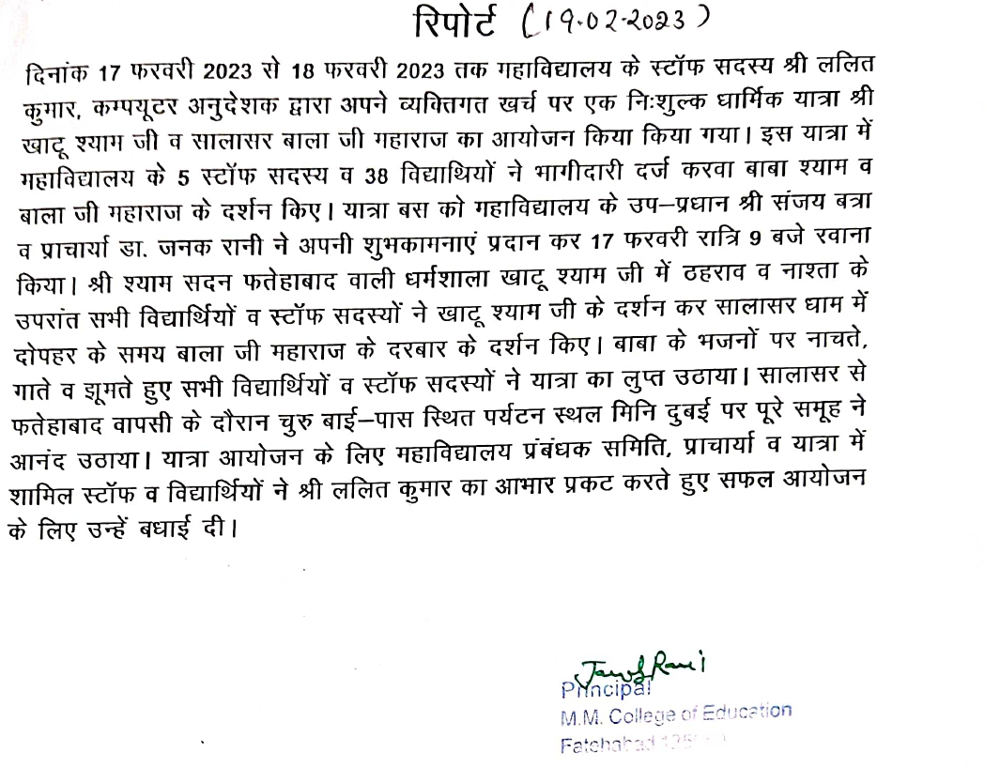 रिपोर्ट (19.02.2023)
दिनांक 17 फरवरी 2023 से 18 फरवरी 2023 तक महाविद्यालय के स्टॉफ सदस्य श्री ललित
कुमार, कम्पयूटर अनुदेशक द्वारा अपने व्यक्तिगत खर्च पर एक निःशुल्क धार्मिक यात्रा श्री
खाटू श्याम जी व सालासर बाला जी महाराज का आयोजन किया किया गया। इस यात्रा में
महाविद्यालय के 5 स्टॉफ सदस्य व 38 विद्याथियों ने भागीदारी दर्ज करवा बाबा श्याम व
बाला जी महाराज के दर्शन किए। यात्रा बस को महाविद्यालय के उप–प्रधान श्री संजय बत्रा
व प्राचार्या डा. जनक रानी ने अपनी शुभकामनाएं प्रदान कर 17 फरवरी रात्रि 9 बजे रवाना
किया। श्री श्याम सदन फतेहाबाद वाली धर्मशाला खाटू श्याम जी में ठहराव व नाश्ता के
उपरांत सभी विद्यार्थियों व स्टॉफ सदस्यों ने खाटू श्याम जी के दर्शन कर सालासर धाम में
दोपहर के समय बाला जी महाराज के दरबार के दर्शन किए। बाबा के भजनों पर नाचते,
गाते व झूमते हुए सभी विद्यार्थियों व स्टॉफ सदस्यों ने यात्रा का लुप्त उठाया। सालासर से
फतेहाबाद वापसी के दौरान चुरु बाई–पास स्थित पर्यटन स्थल मिनि दुबई पर पूरे समूह ने
आनंद उठाया। यात्रा आयोजन के लिए महाविद्यालय प्रंबंधक समिति, प्राचार्या व यात्रा में
शामिल स्टॉफ व विद्यार्थियों ने श्री ललित कुमार का आभार प्रकट करते हुए सफल आयोजन
के लिए उन्हें बधाई दी।
Rani
Principal
M.M. College of Education
Fatehabad